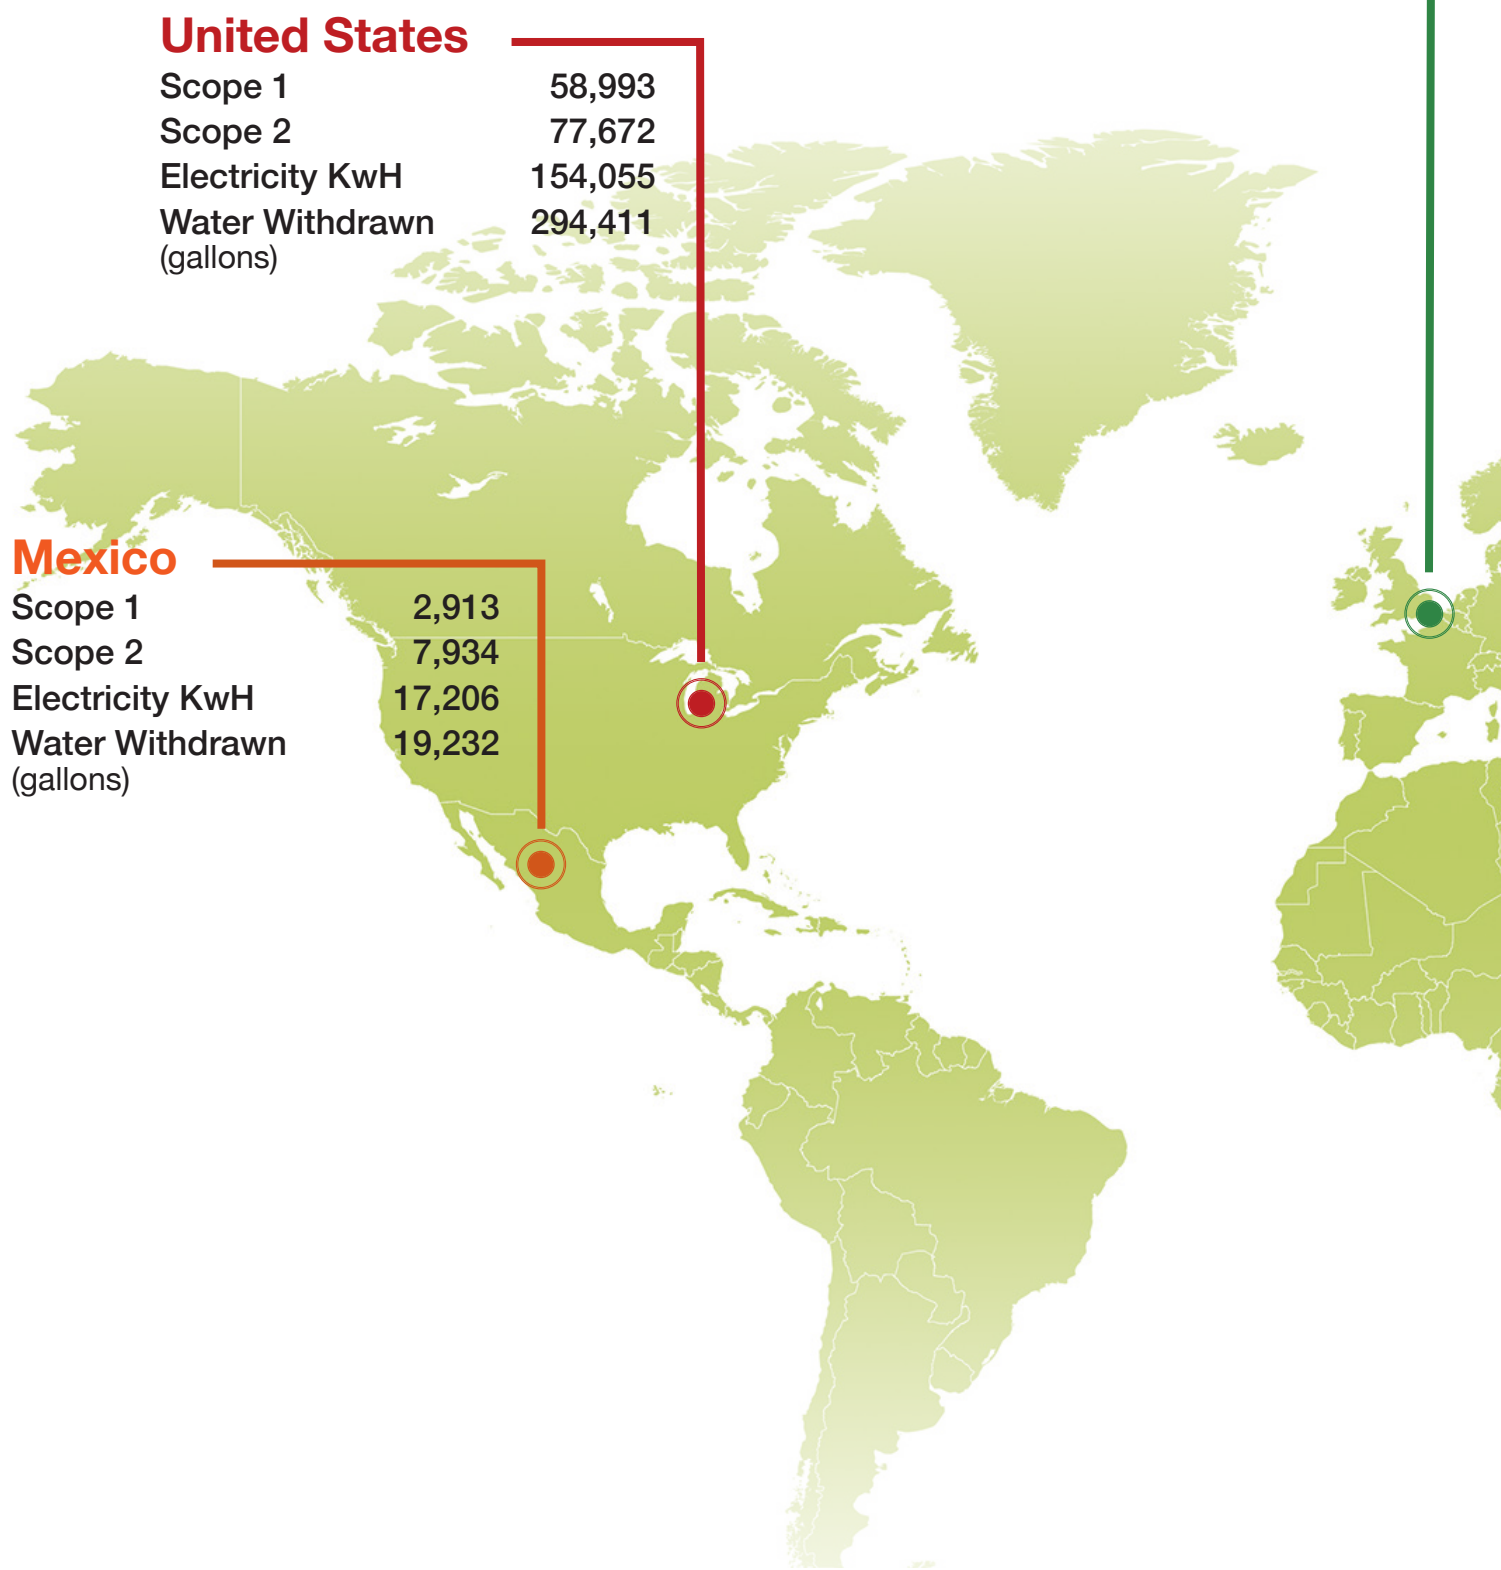 United States
Scope 1 58,993
Scope 2 77,672
Electricity KwH 154,055
Water Withdrawn 294,411
(gallons)
Mexico
Scope 1 2,913
Scope 2 7,934
Electricity KwH 17,206
Water Withdrawn 19,232
(gallons)